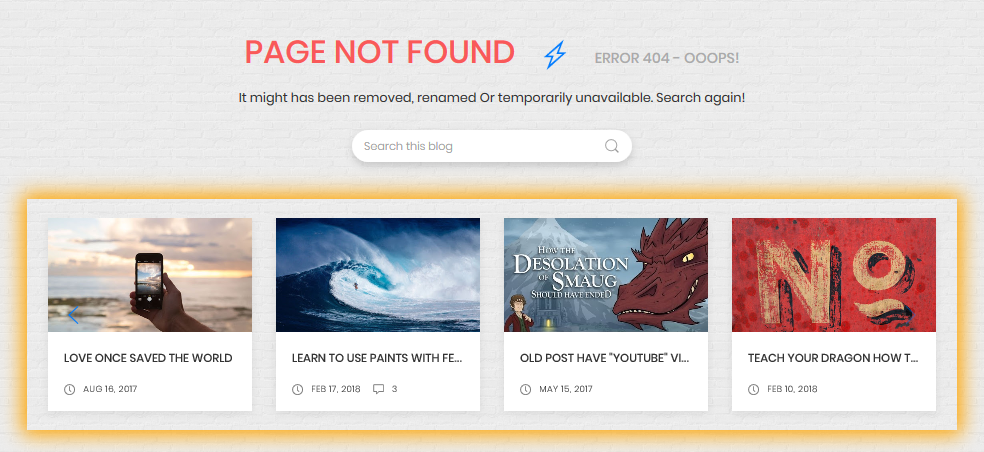 PAGE NOT FOUND ERROR 404 - OOOPS!
It might has been removed, renamed Or temporarily unavailable. Search again!
Search this blog
How the
Desolation
of Smaug
Should have ended
No
LOVE ONCE SAVED THE WORLD
LEARN TO USE PAINTS WITH FE...
OLD POST HAVE "YOUTUBE" VI...
TEACH YOUR DRAGON HOW T...
AUG 16, 2017
FEB 17, 2018 3
MAY 15, 2017
FEB 10, 2018